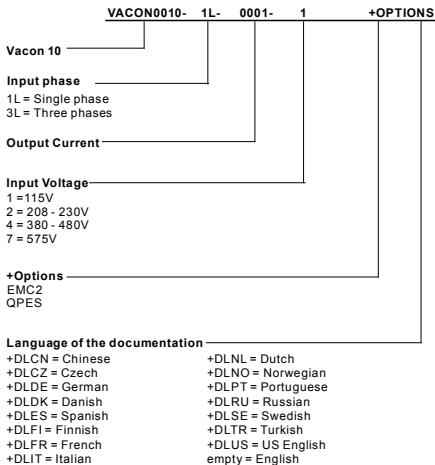 VACON0010- 1L- 0001- 1 +OPTIONS
Vacon 10
Input phase
1L = Single phase
3L = Three phases
Output Current
Input Voltage
1 =115V
2 = 208 - 230V
4 = 380 - 480V
7 = 575V
+Options
EMC2
QPES
Language of the documentation
+DLCN = Chinese
+DLCZ = Czech
+DLDE = German
+DLDK = Danish
+DLES = Spanish
+DLFI = Finnish
+DLFR = French
+DLIT = Italian
+DLNL = Dutch
+DLNO = Norwegian
+DLPT = Portuguese
+DLRU = Russian
+DLSE = Swedish
+DLTR = Turkish
+DLUS = US English
empty = English